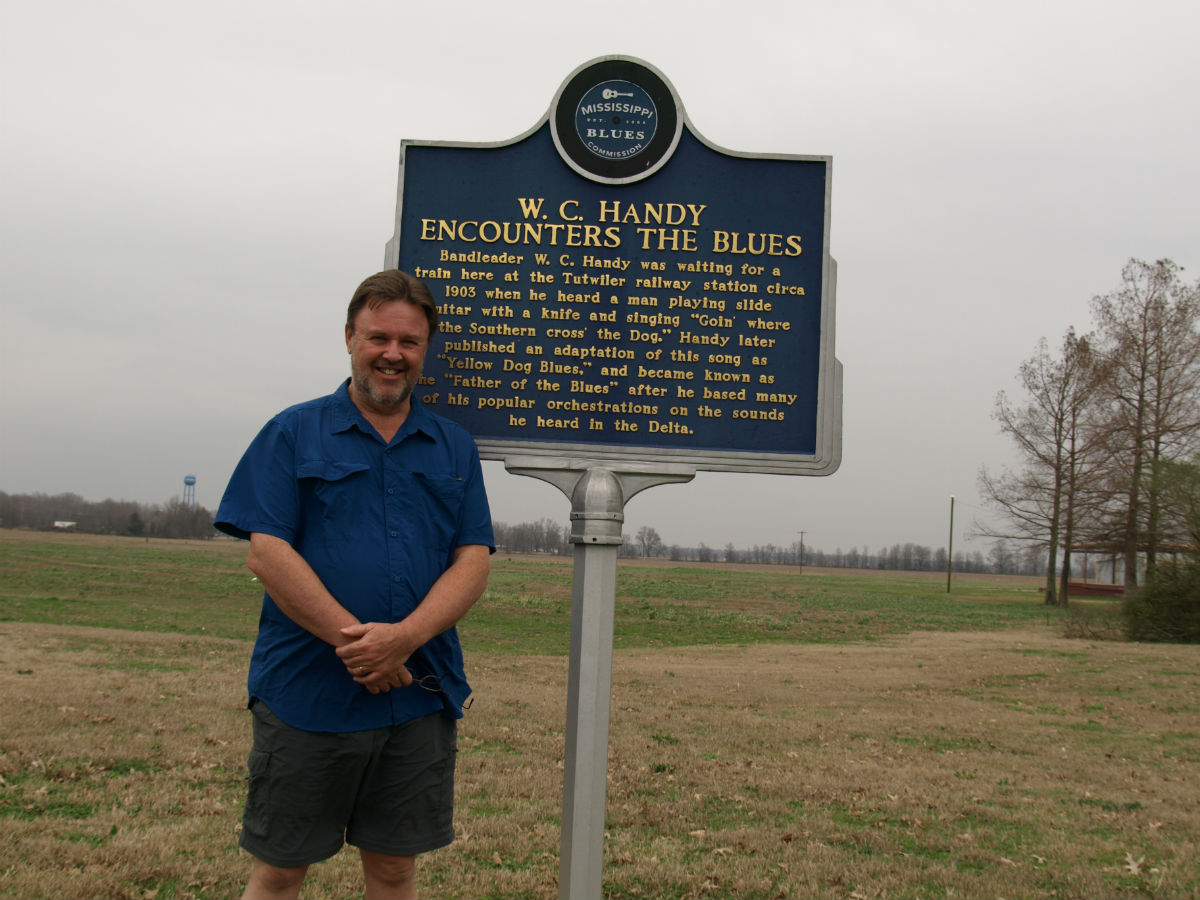 MISSISSIPPI
EST.
BLUES
COMMISSION
W. C. HANDY
ENCOUNTERS THE BLUES
Bandleader W. C. Handy was waiting for a
train here at the Tutwiler railway station circa
1903 when he heard a man playing slide
uitar with a knife and singing "Goin' where
the Southern cross' the Dog." Handy later
published an adaptation of this song as
"Yellow Dog Blues," and became known as
he "Father of the Blues" after he based many
of his popular orchestrations on the sounds
he heard in the Delta.